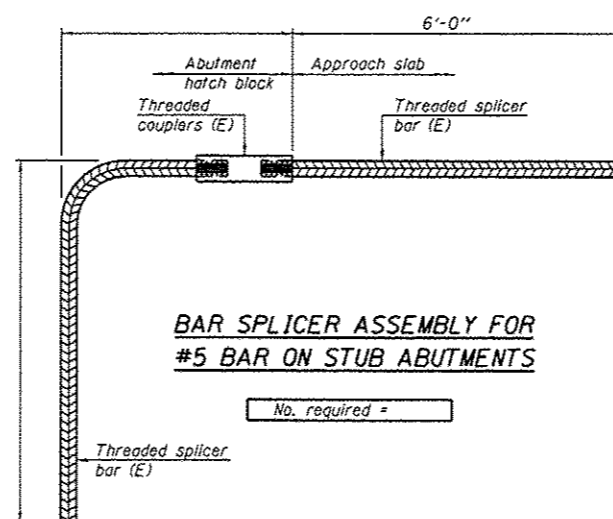 6'-0"
Abutment
hatch block
Approach slab
Threaded
couplers (E)
Threaded splicer
bar (E)
BAR SPLICER ASSEMBLY FOR
#5 BAR ON STUB ABUTMENTS
No. required =
Threaded splicer
bar (E)